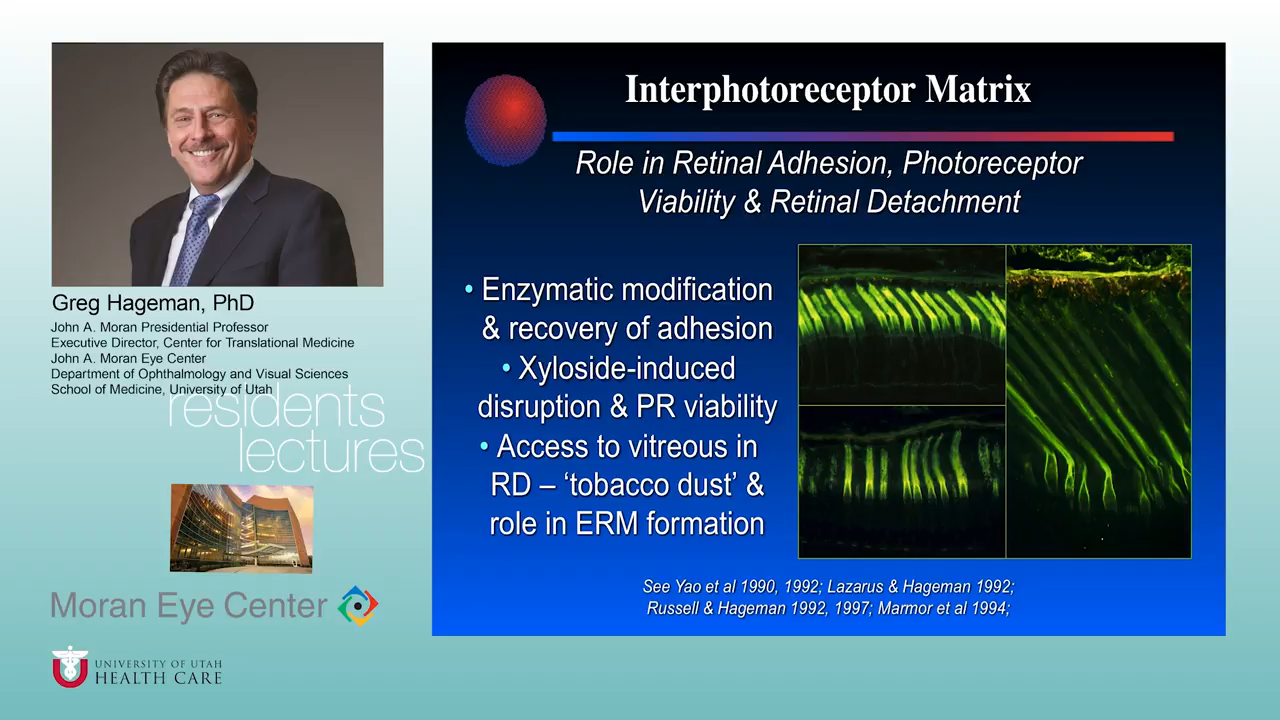 Greg Hageman, PhD
John A. Moran Presidential Professor
Executive Director, Center for Translational Medicine
John A. Moran Eye Center
Department of Ophthalmology and Visual Sciences
School of Medicine, University of Utah
residents
lectures
Moran Eye Center
UNIVERSITY OF UTAH
HEALTH CARE
Interphotoreceptor Matrix
Role in Retinal Adhesion, Photoreceptor
Viability & Retinal Detachment
• Enzymatic modification
& recovery of adhesion
• Xyloside-induced
disruption & PR viability
• Access to vitreous in
RD – ‘tobacco dust’ &
role in ERM formation
See Yao et al 1990, 1992; Lazarus & Hageman 1992;
Russell & Hageman 1992, 1997; Marmor et al 1994;